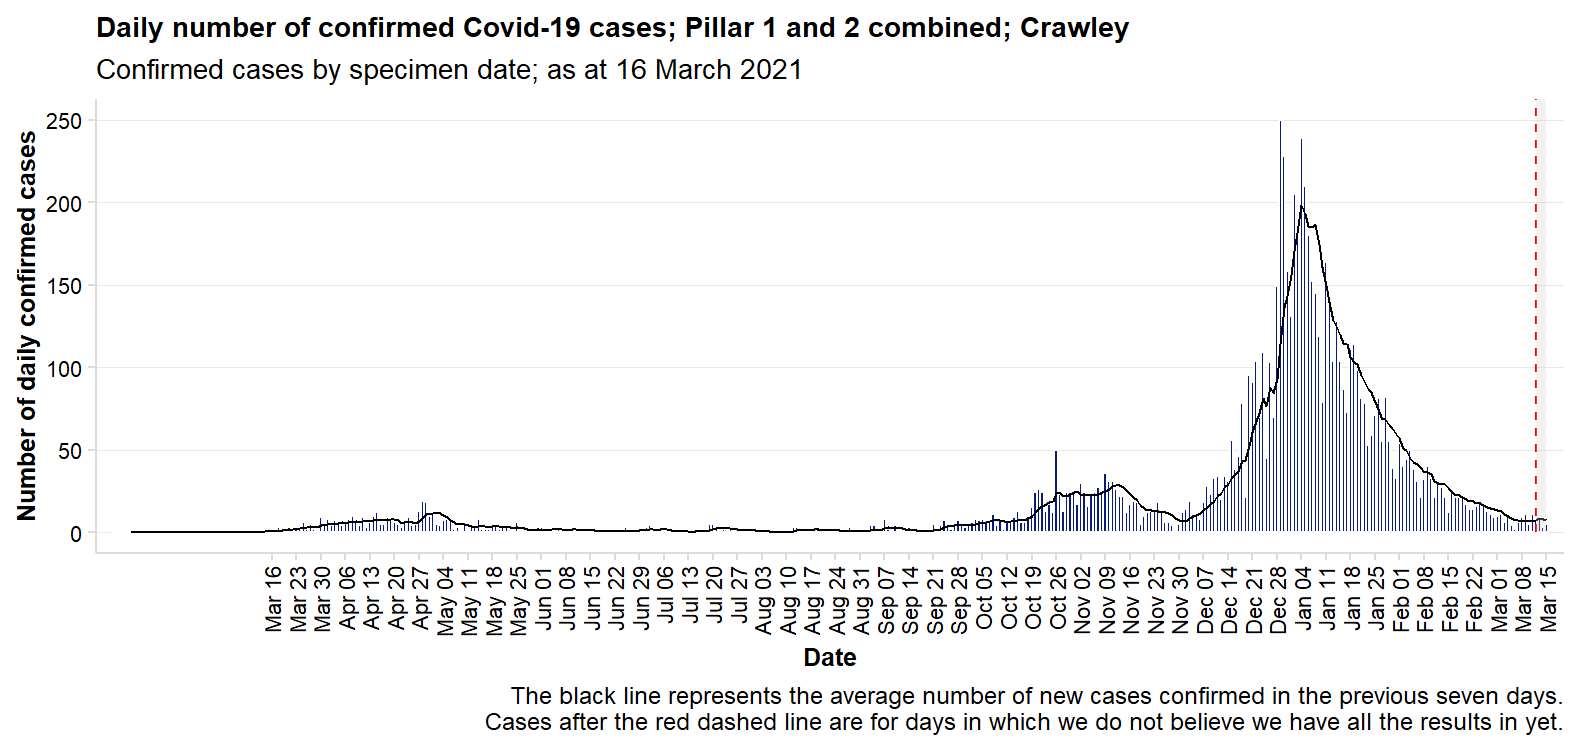 Daily number of confirmed Covid-19 cases; Pillar 1 and 2 combined; Crawley
Confirmed cases by specimen date; as at 16 March 2021
Number of daily confirmed cases
250
200
150
100
50
0
Mar 16
Mar 23
Mar 30
Apr 06
Apr 13
Apr 20
Apr 27
May 04
May 11
May 18
May 25
Jun 01
Jun 08
Jun 15
Jun 22
Jun 29
Jul 06
Jul 13
Jul 20
Jul 27
Aug 03
Aug 10
Aug 17
Aug 24
Aug 31
Sep 07
Sep 14
Sep 21
Sep 28
Oct 05
Oct 12
Oct 19
Oct 26
Nov 02
Nov 09
Nov 16
Nov 23
Nov 30
Dec 07
Dec 14
Dec 21
Dec 28
Jan 04
Jan 11
Jan 18
Jan 25
Feb 01
Feb 08
Feb 15
Feb 22
Mar 01
Mar 08
Mar 15
Date
The black line represents the average number of new cases confirmed in the previous seven days.
Cases after the red dashed line are for days in which we do not believe we have all the results in yet.